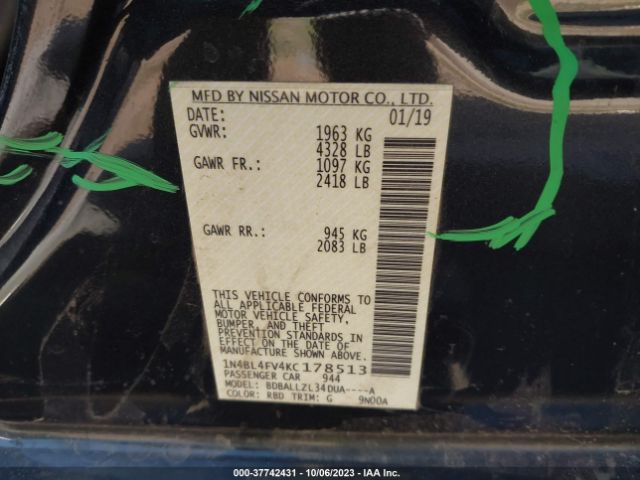 MFD BY NISSAN MOTOR CO., LTD.
DATE: 01/19
GVWR: 1963 KG
4328 LB
GAWR FR.: 1097 KG
2418 LB
GAWR RR.: 945 KG
2083 LB
THIS VEHICLE CONFORMS TO
ALL APPLICABLE FEDERAL
MOTOR VEHICLE SAFETY,
BUMPER, AND THEFT
PREVENTION STANDARDS IN
EFFECT ON THE DATE OF
MANUFACTURE SHOWN ABOVE.
1N4BL4FV4KC178513
PASSENGER CAR 944
MODEL: BDBALLZL34DUA----A
COLOR: RBD TRIM: G 9N00A
000-37742431 - 10/06/2023 - IAA Inc.